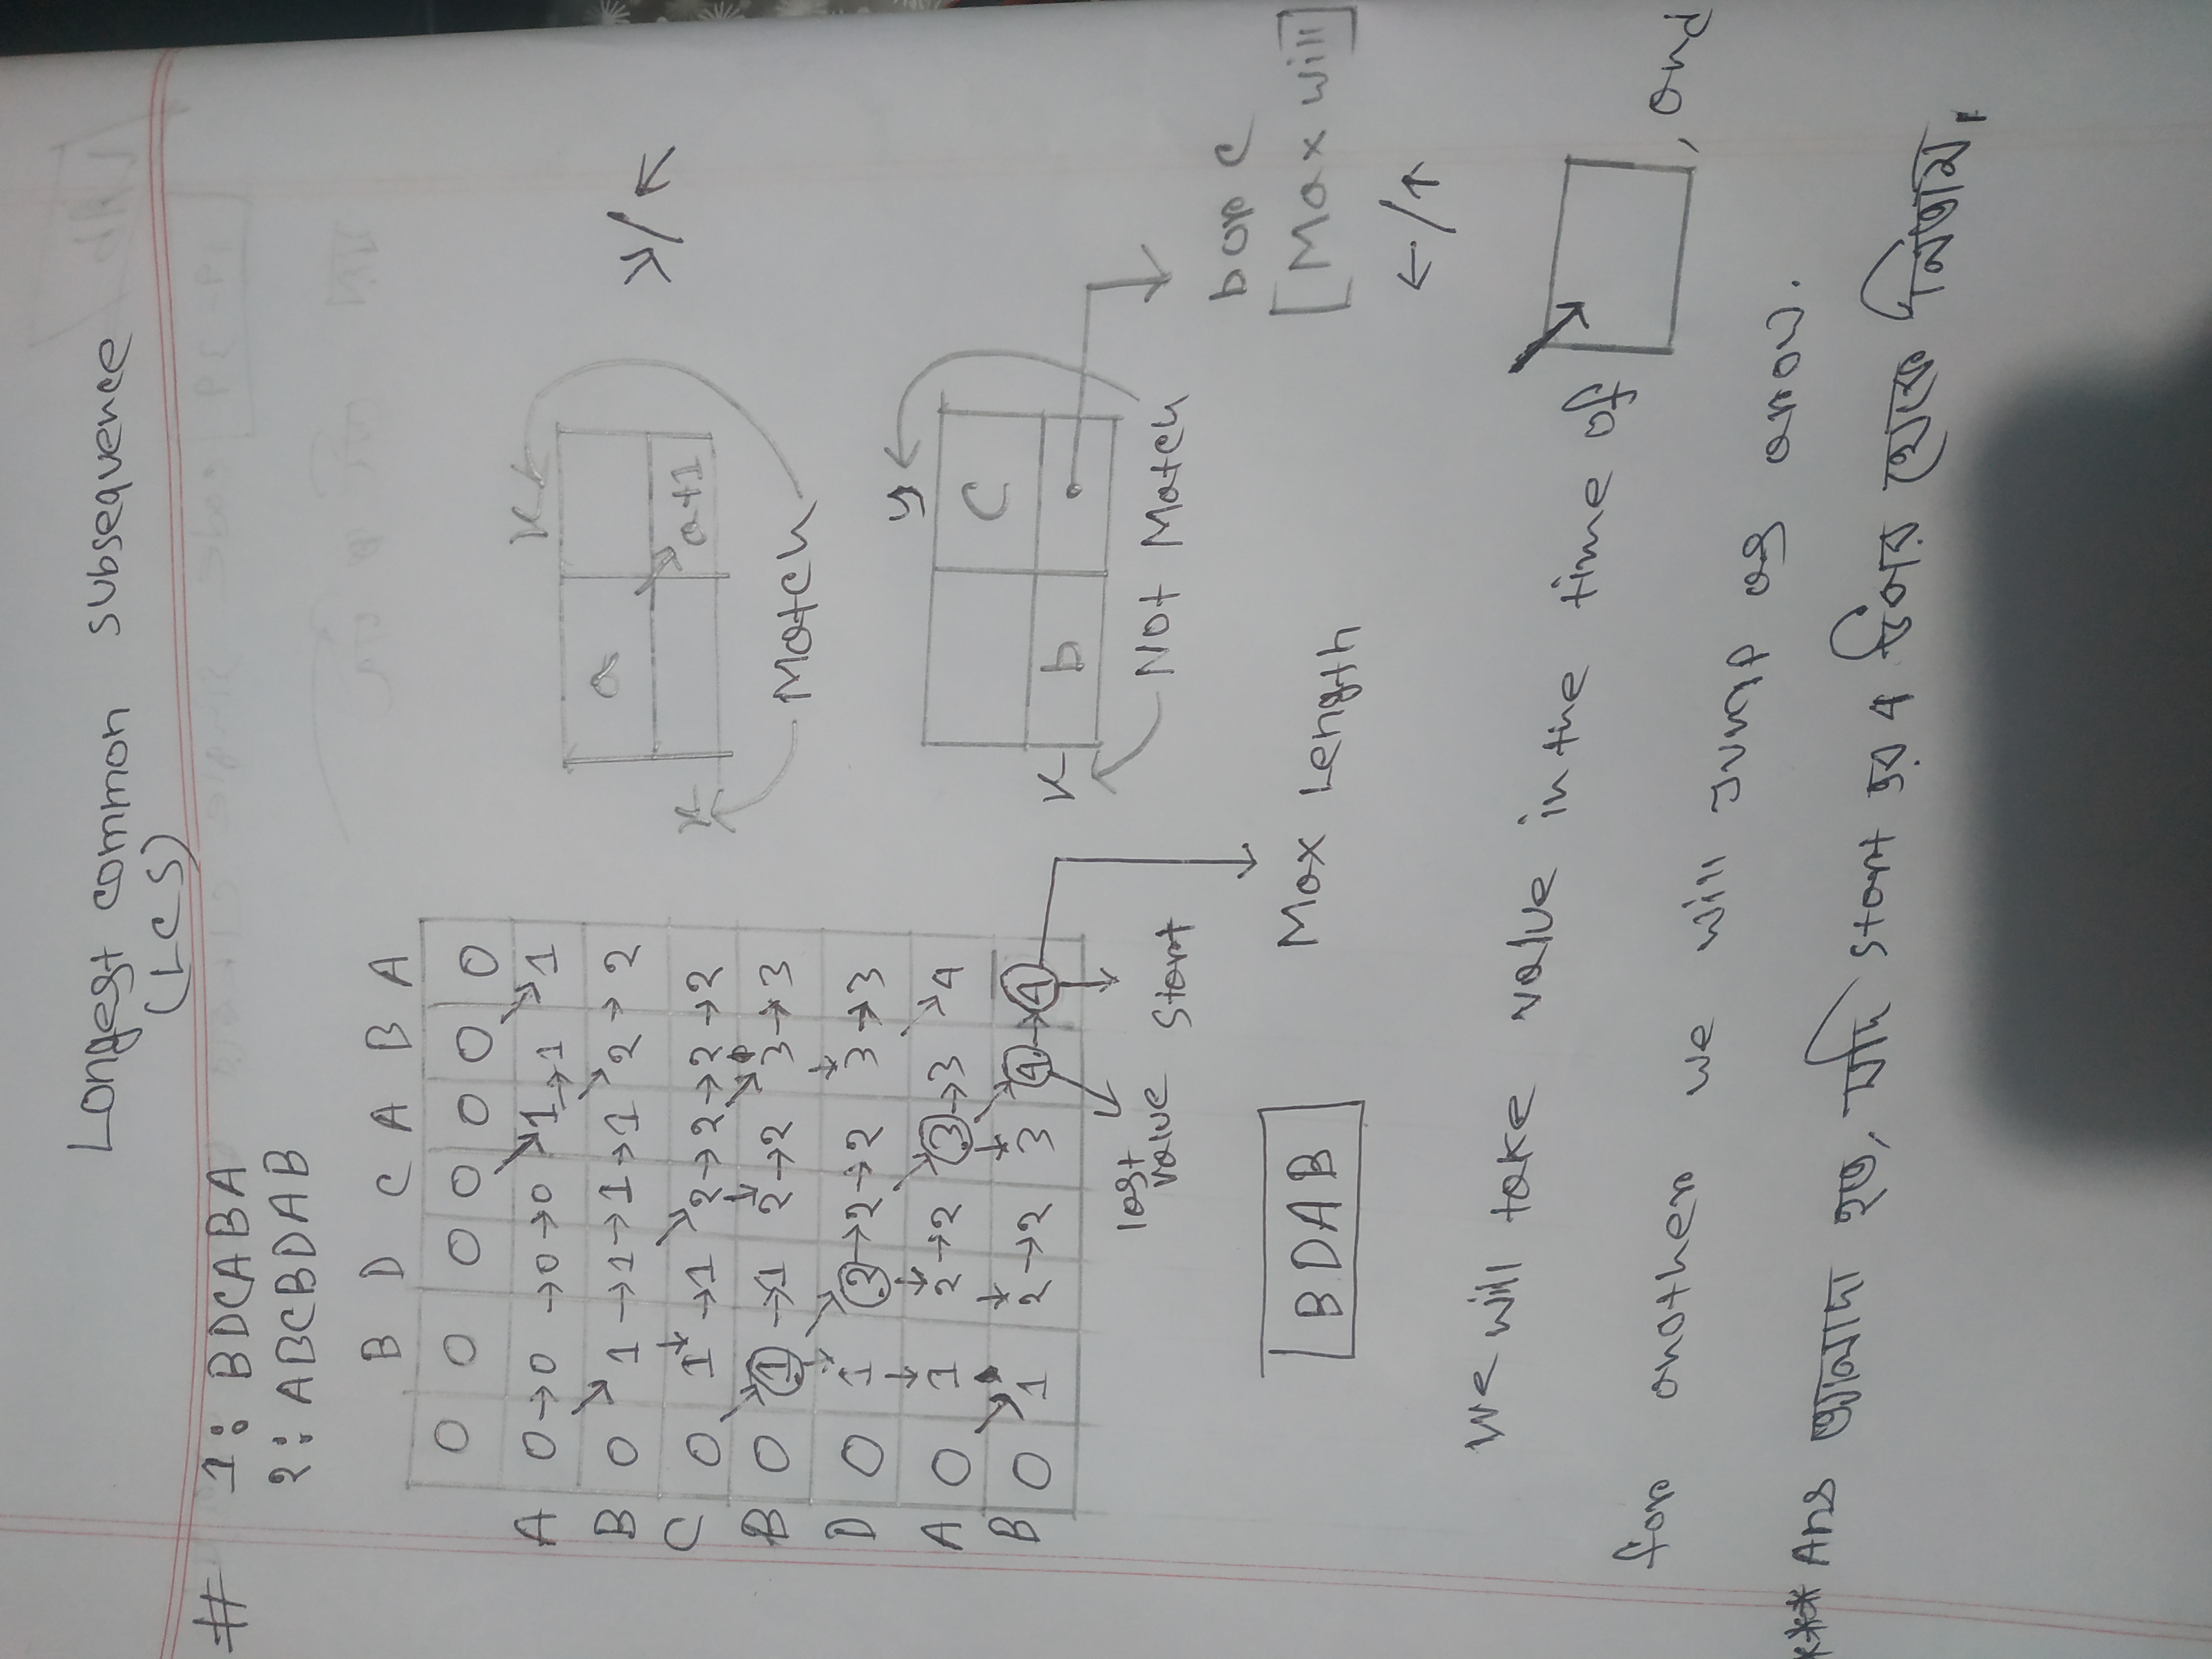 Longest common subsequence
(LCS)
# 1: BDCABA
2: ABCBDAB
B D C A B A
0 0 0 0 0 0 0
A 0 → 0 → 0 → 0 1 → 1 1
B 0 1 → 1 → 1 → 1 2 → 2
C 0 1 → 1 2 → 2 → 2 → 2
B 0 1 → 1 2 → 2 3 → 3
D 0 1 2 → 2 → 2 3 → 3
A 0 1 2 → 2 3 → 3 4
B 0 1 2 → 2 3 4 → 4
last value
Start
Max Length
BDAB
x
a
x a+1
Match
↘/↖
y
c
x b
Not Match
b or c
[Max will]
←/↑
We will take value in the time of , and
for another we will Jump as arrow.
*** Ans আলাদা হত, যদি start এর 4 উপর থেকে নিতাম।